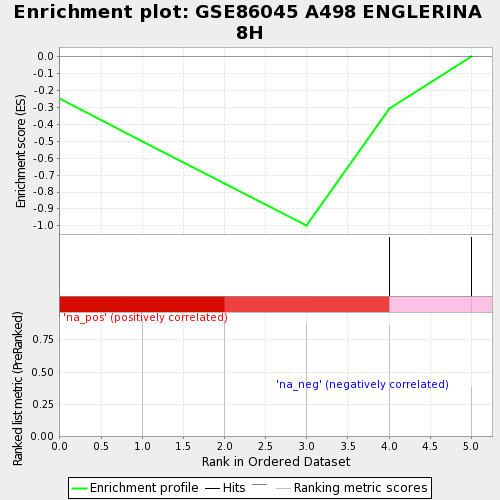 Enrichment plot: GSE86045 A498 ENGLERINA
8H
Enrichment score (ES)
0.0
-0.1
-0.2
-0.3
-0.4
-0.5
-0.6
-0.7
-0.8
-0.9
-1.0
'na_pos' (positively correlated)
Ranked list metric (PreRanked)
0.75
0.50
0.25
0.00
'na_neg' (negatively correlated)
0.0 0.5 1.0 1.5 2.0 2.5 3.0 3.5 4.0 4.5 5.0
Rank in Ordered Dataset
Enrichment profile Hits Ranking metric scores